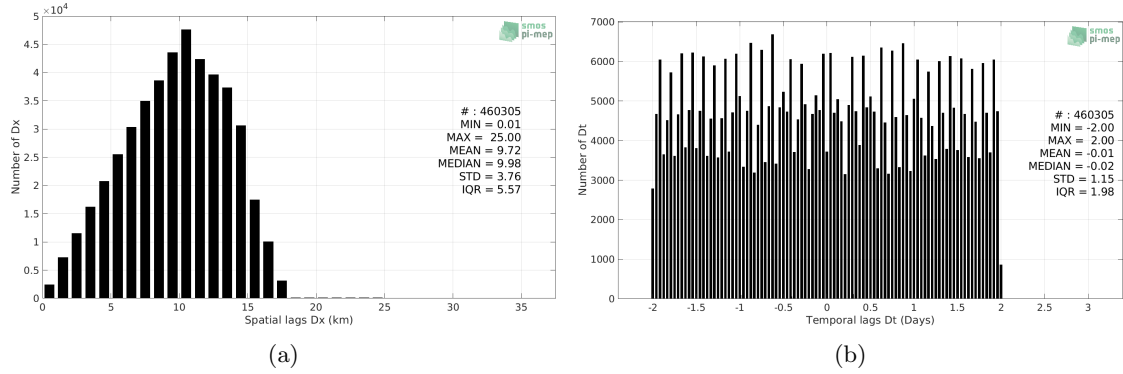 ×10⁴
5
4.5
4
3.5
3
2.5
2
1.5
1
0.5
0
Number of Dx
smos
pi-mep
# : 460305
MIN = 0.01
MAX = 25.00
MEAN = 9.72
MEDIAN = 9.98
STD = 3.76
IQR = 5.57
0 5 10 15 20 25 30 35
Spatial lags Dx (km)
(a)
7000
6000
5000
4000
3000
2000
1000
0
Number of Dt
smos
pi-mep
# : 460305
MIN = -2.00
MAX = 2.00
MEAN = -0.01
MEDIAN = -0.02
STD = 1.15
IQR = 1.98
-2 -1.5 -1 -0.5 0 0.5 1 1.5 2 2.5 3
Temporal lags Dt (Days)
(b)